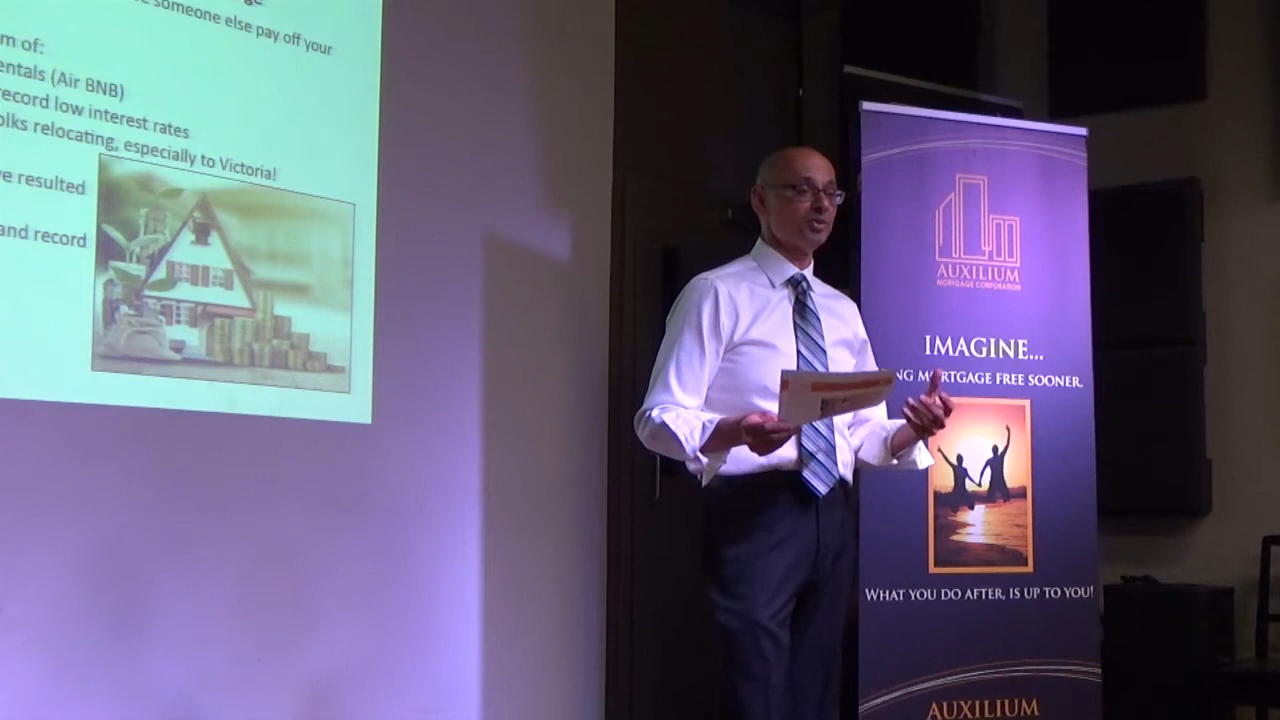 someone else pay off your
m of:
entals (Air BNB)
record low interest rates
olks relocating, especially to Victoria!
ve resulted
and record
AUXILIUM
MORTGAGE CORPORATION
IMAGINE...
NG MORTGAGE FREE SOONER.
WHAT YOU DO AFTER, IS UP TO YOU!
AUXILIUM